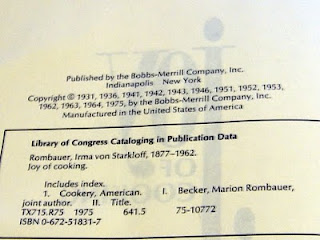 Published by the Bobbs-Merrill Company, Inc.
Indianapolis New York
Copyright © 1931, 1936, 1941, 1942, 1943, 1946, 1951, 1952, 1953,
1962, 1963, 1964, 1975, by the Bobbs-Merrill Company, Inc.
Manufactured in the United States of America
Library of Congress Cataloging in Publication Data
Rombauer, Irma von Starkloff, 1877–1962.
Joy of cooking.
Includes index.
1. Cookery, American. I. Becker, Marion Rombauer,
joint author. II. Title.
TX715.R75 1975 641.5 75-10772
ISBN 0-672-51831-7